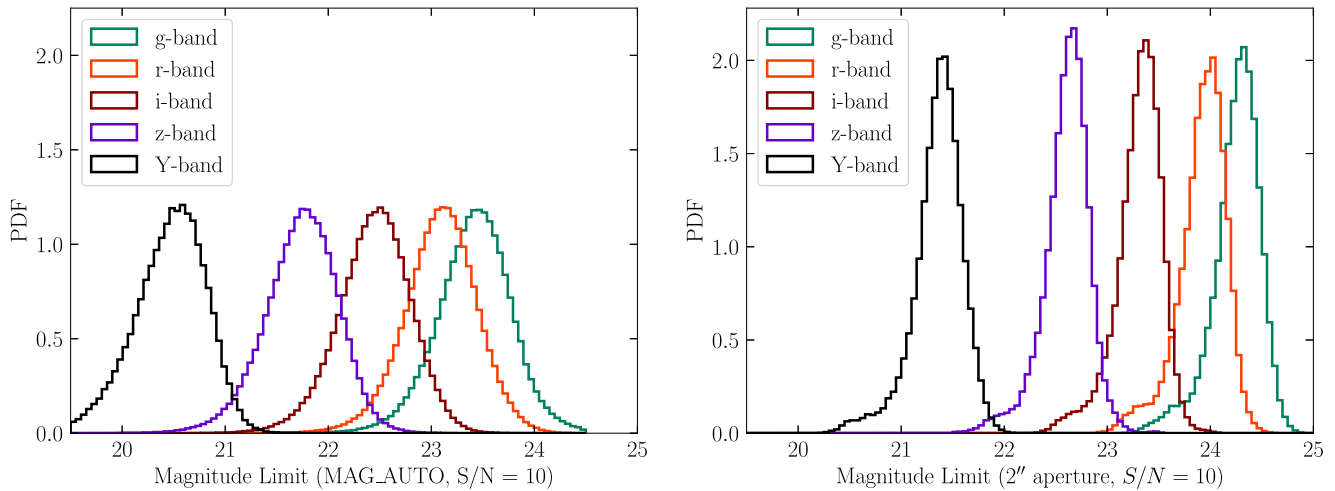 2.0
1.5
1.0
0.5
0.0
PDF
g-band
r-band
i-band
z-band
Y-band
20 21 22 23 24 25
Magnitude Limit (MAG_AUTO, S/N = 10)
2.0
1.5
1.0
0.5
0.0
PDF
g-band
r-band
i-band
z-band
Y-band
20 21 22 23 24 25
Magnitude Limit (2″ aperture, S/N = 10)